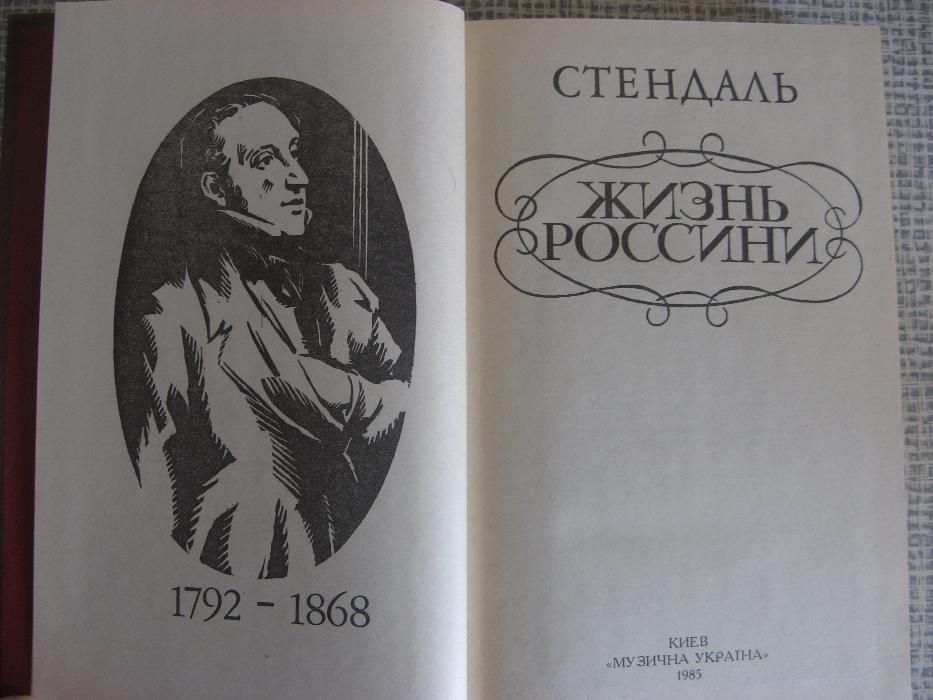 1792 - 1868
СТЕНДАЛЬ
ЖИЗНЬ
РОССИНИ
КИЕВ
«МУЗИЧНА УКРАЇНА»
1985